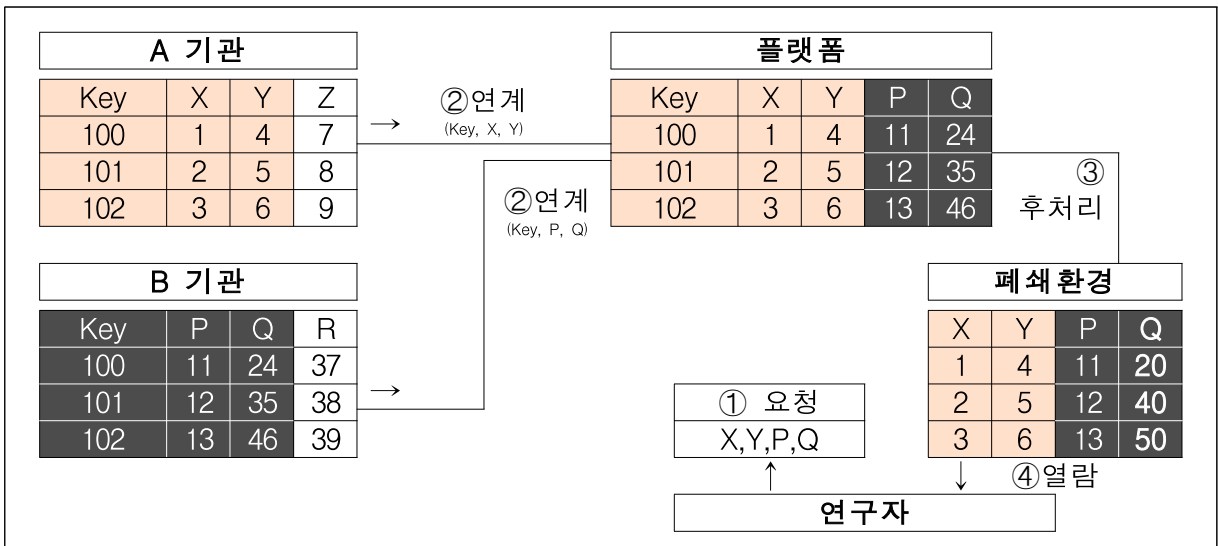 A 기관
Key X Y Z
100 1 4 7
101 2 5 8
102 3 6 9
②연계
(Key, X, Y)
플랫폼
Key X Y P Q
100 1 4 11 24
101 2 5 12 35
102 3 6 13 46
②연계
(Key, P, Q)
③
후처리
B 기관
Key P Q R
100 11 24 37
101 12 35 38
102 13 46 39
폐쇄환경
X Y P Q
1 4 11 20
2 5 12 40
3 6 13 50
① 요청
X,Y,P,Q
④열람
연구자